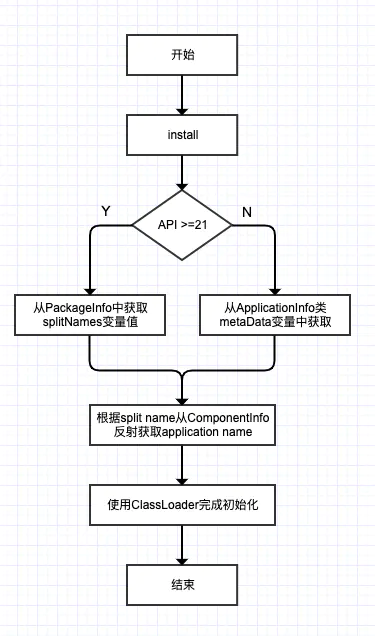 开始
install
API >=21
Y
N
从PackageInfo中获取
splitNames变量值
从ApplicationInfo类
metaData变量中获取
根据split name从ComponentInfo
反射获取application name
使用ClassLoader完成初始化
结束